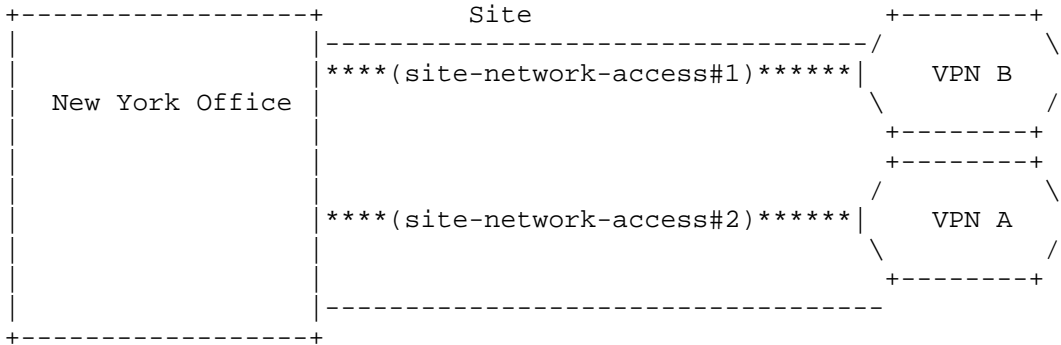 Site
****(site-network-access#1)******
VPN B
New York Office
****(site-network-access#2)******
VPN A